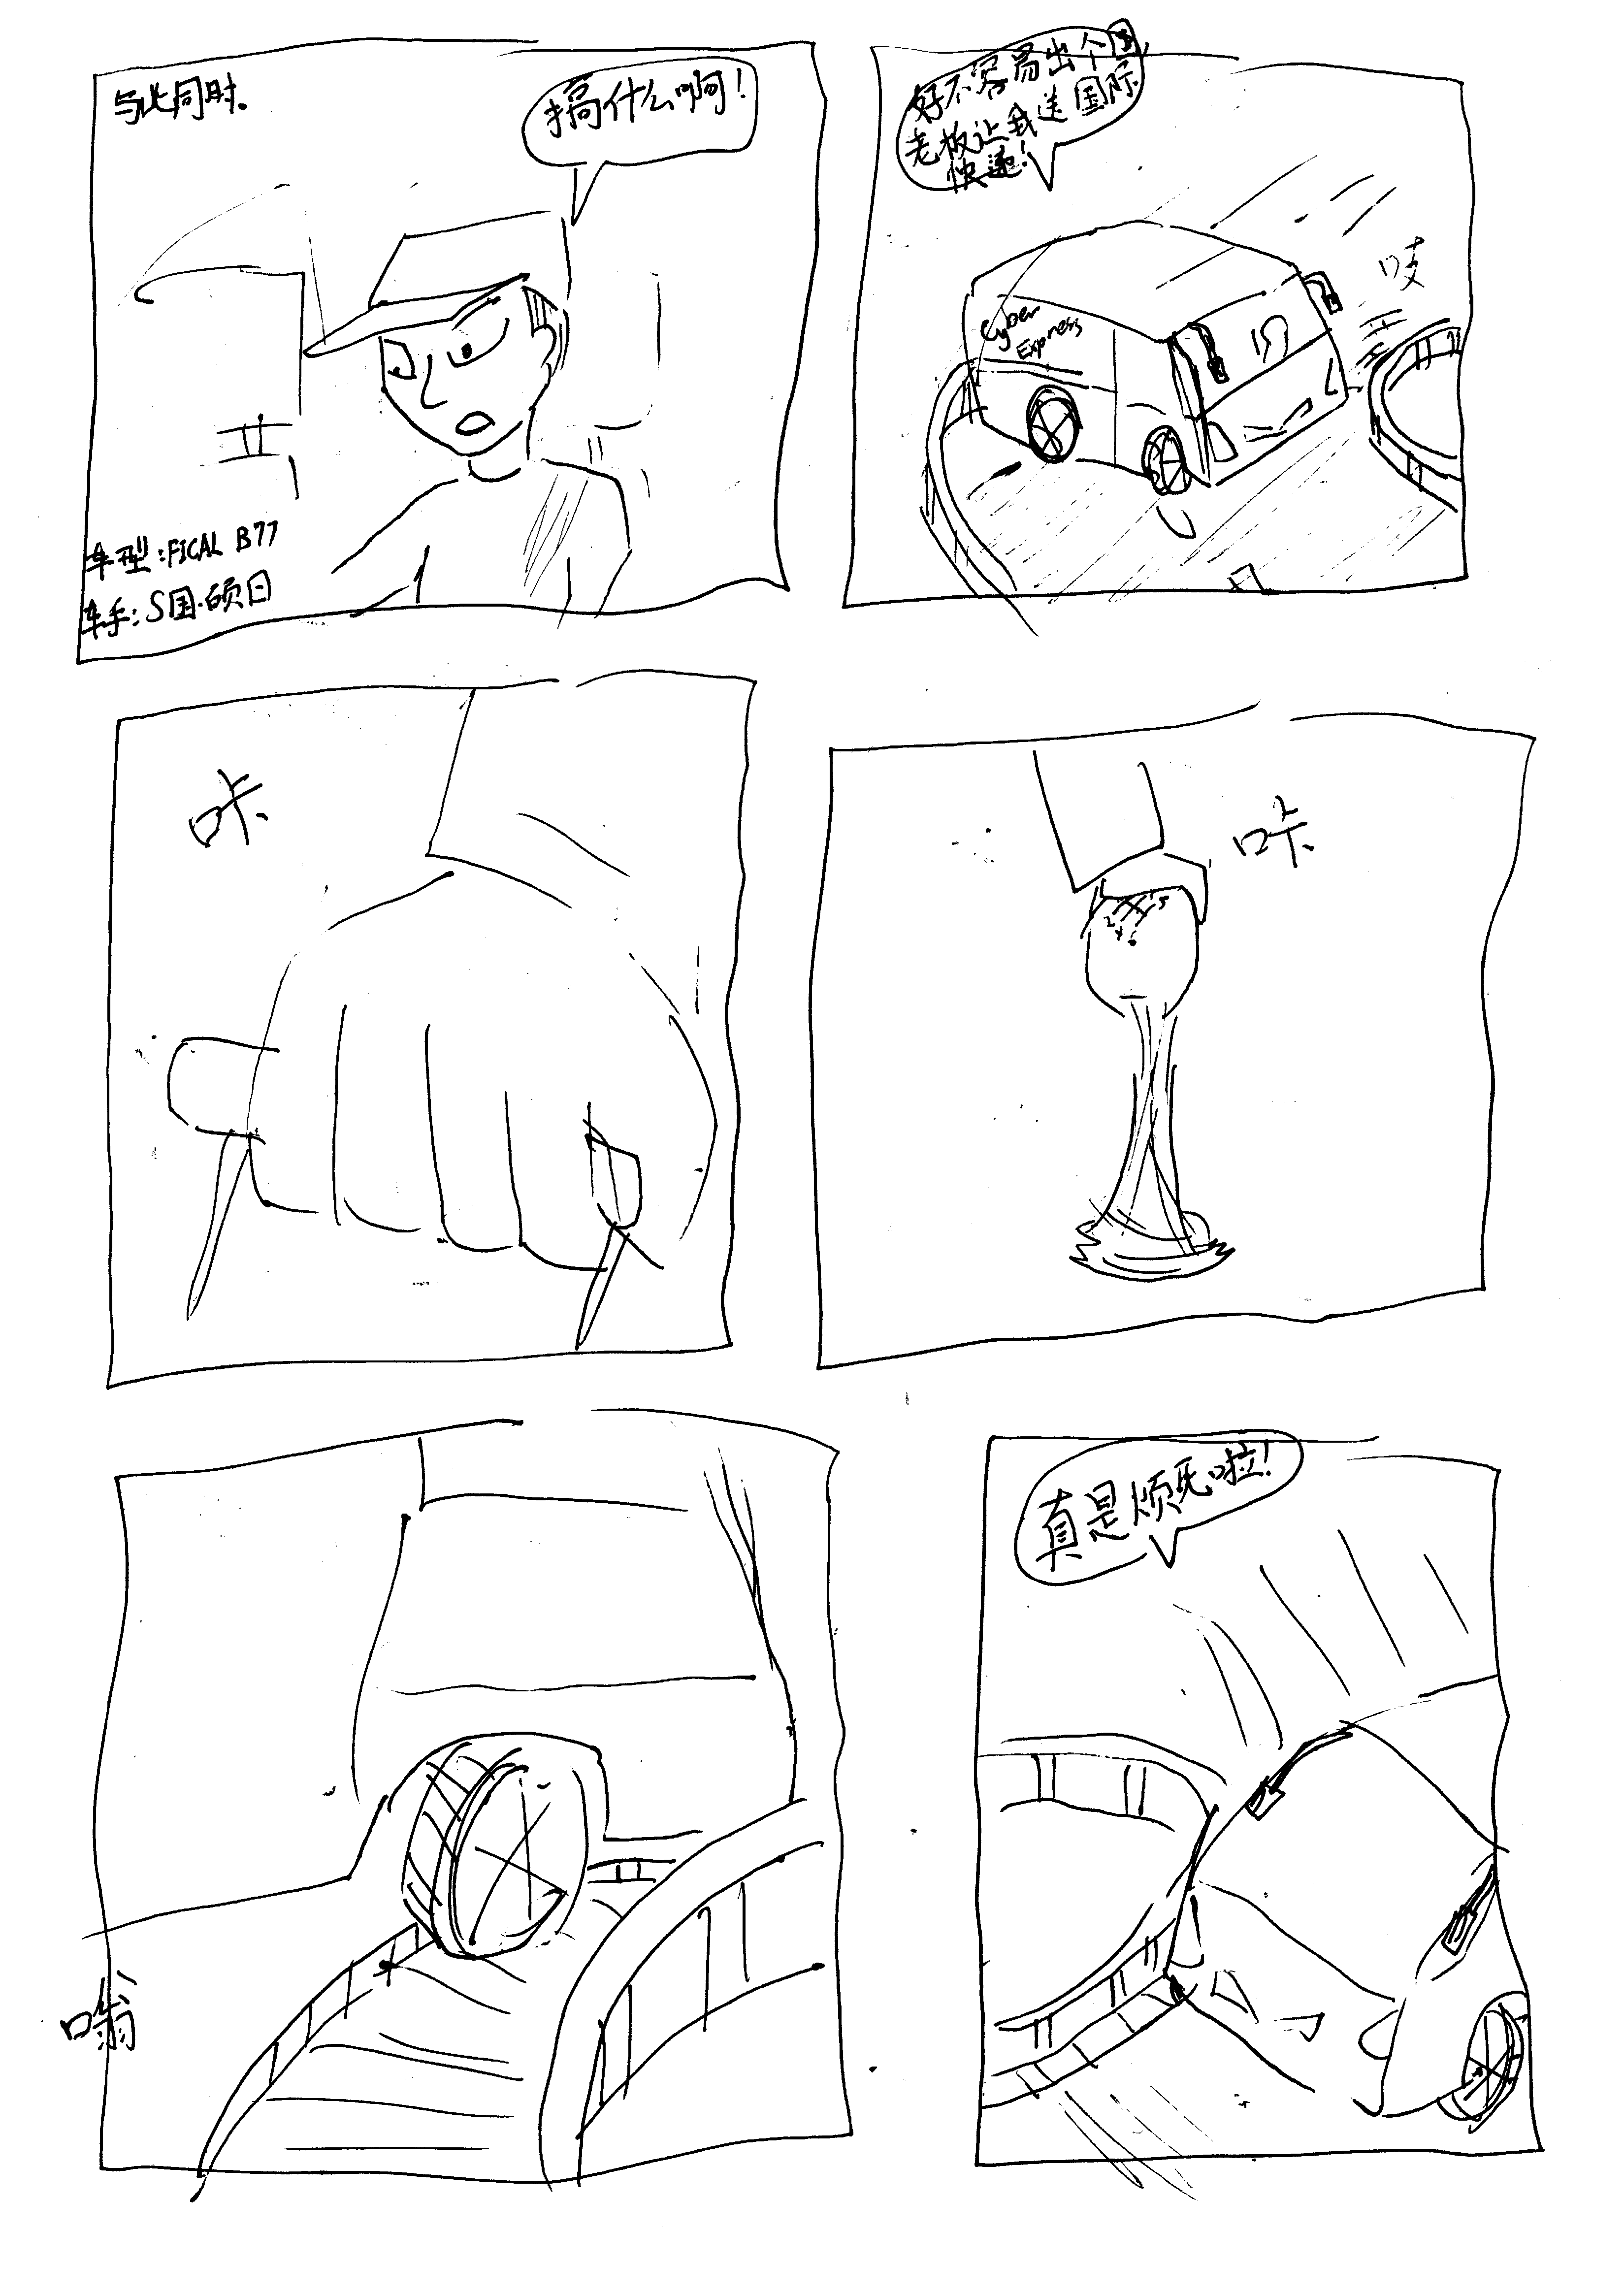 与此同时。
搞什么啊！
车型：FICAL B77
车手：S国·硕日
好不容易出个国
老板让我送国际
快递！
吱
Cyber
Express
咔
咔
嗡
真是烦死啦！